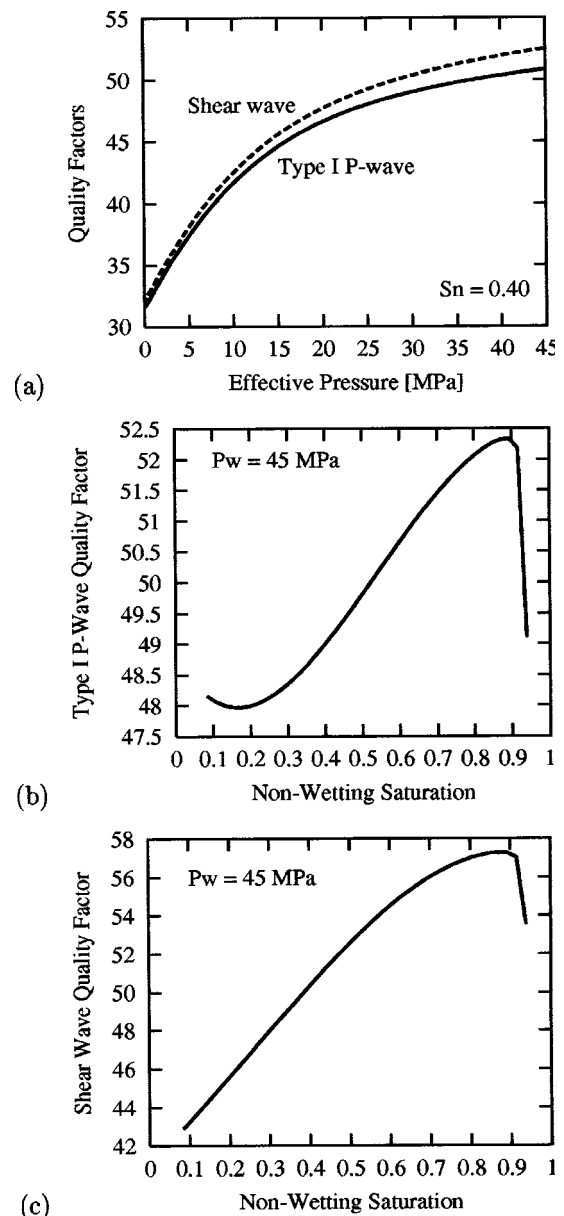 55
50
45
40
35
30
Quality Factors
Shear wave
Type I P-wave
Sn = 0.40
0 5 10 15 20 25 30 35 40 45
Effective Pressure [MPa]
(a)
52.5
52
51.5
51
50.5
50
49.5
49
48.5
48
47.5
Type I P-Wave Quality Factor
Pw = 45 MPa
0 0.1 0.2 0.3 0.4 0.5 0.6 0.7 0.8 0.9 1
Non-Wetting Saturation
(b)
58
56
54
52
50
48
46
44
42
Shear Wave Quality Factor
Pw = 45 MPa
0 0.1 0.2 0.3 0.4 0.5 0.6 0.7 0.8 0.9 1
Non-Wetting Saturation
(c)